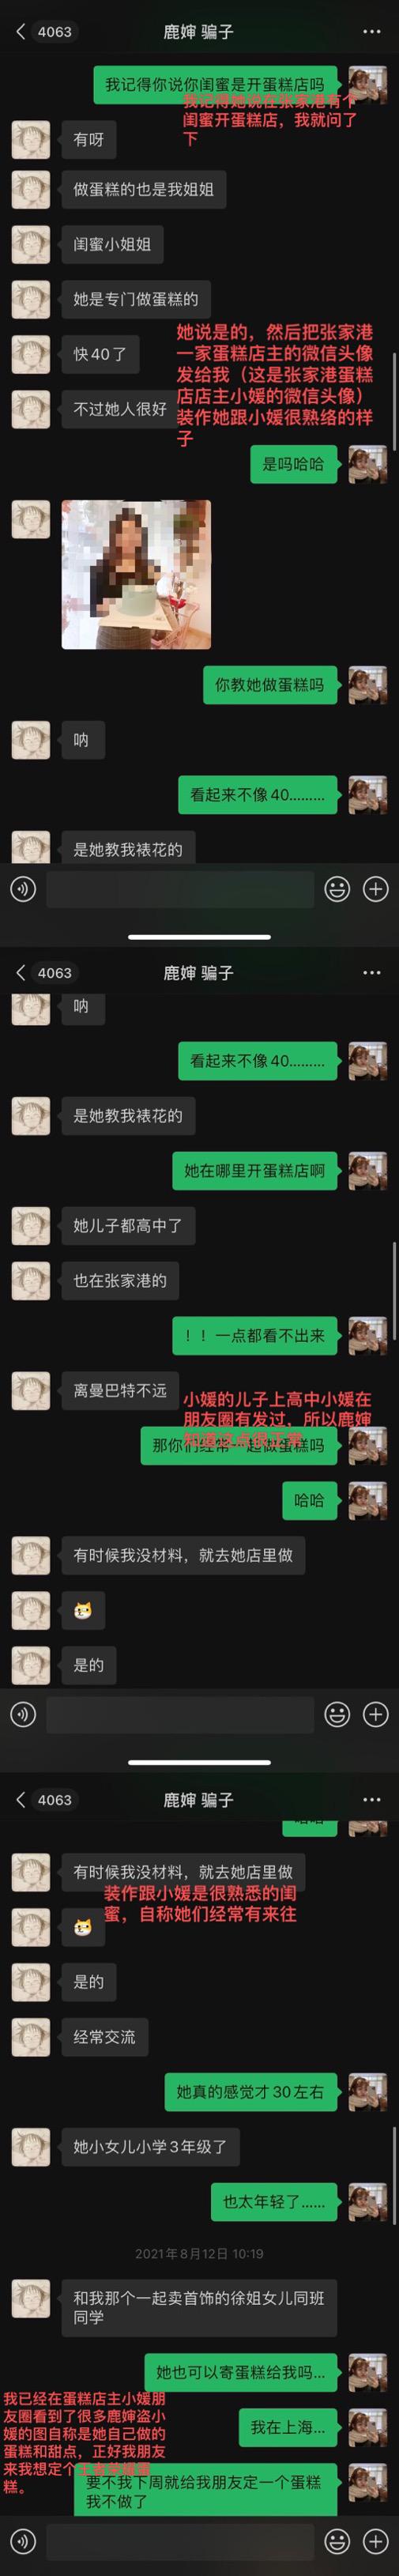 4063
鹿婶 骗子
我记得你说你闺蜜是开蛋糕店吗
我记得她说在张家港有个
闺蜜开蛋糕店，我就问了
下
有呀
做蛋糕的也是我姐姐
闺蜜小姐姐
她是专门做蛋糕的
她说是的，然后把张家港
一家蛋糕店主的微信头像
发给我（这是张家港蛋糕
店店主小媛的微信头像）
装作她跟小媛很熟络的样
子
快40了
不过她人很好
是吗哈哈
你教她做蛋糕吗
呐
看起来不像40.........
是她教我裱花的
4063
鹿婶 骗子
呐
看起来不像40.........
是她教我裱花的
她在哪里开蛋糕店啊
她儿子都高中了
也在张家港的
！！一点都看不出来
离曼巴特不远
小媛的儿子上高中小媛在
朋友圈有发过，所以鹿婶
知道这点很正常
那你们经常一起做蛋糕吗
哈哈
有时候我没材料，就去她店里做
是的
4063
鹿婶 骗子
哈哈
有时候我没材料，就去她店里做
装作跟小媛是很熟悉的闺
蜜，自称她们经常有来往
是的
经常交流
她真的感觉才30左右
她小女儿小学3年级了
也太年轻了......
2021年8月12日 10:19
和我那个一起卖首饰的徐姐女儿同班
同学
她也可以寄蛋糕给我吗...
我在上海...
我已经在蛋糕店主小媛朋
友圈看到了很多鹿婶盗小
媛的图自称是她自己做的
蛋糕和甜点，正好我朋友
来我想定个
糕。
要不我下周就给我朋友定一个蛋糕
我不做了